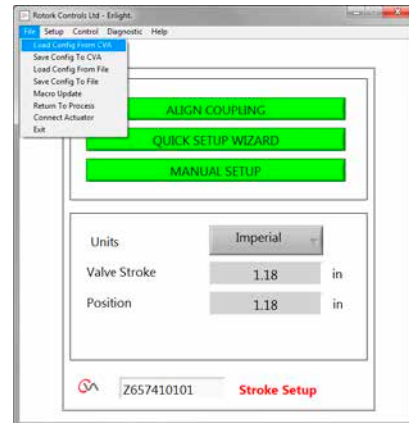 Rotork Controls Ltd - Enlight.
File Setup Control Diagnostic Help
Load Config From CVA
Save Config To CVA
Load Config From File
Save Config To File
Macro Update
Return To Process
Connect Actuator
Exit
ALIGN COUPLING
QUICK SETUP WIZARD
MANUAL SETUP
Units Imperial
Valve Stroke 1.18 in
Position 1.18 in
CVA Z657410101 Stroke Setup